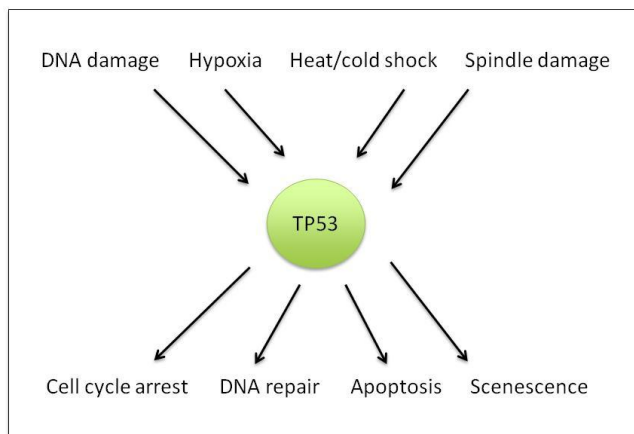 DNA damage Hypoxia Heat/cold shock Spindle damage
TP53
Cell cycle arrest DNA repair Apoptosis Scenescence